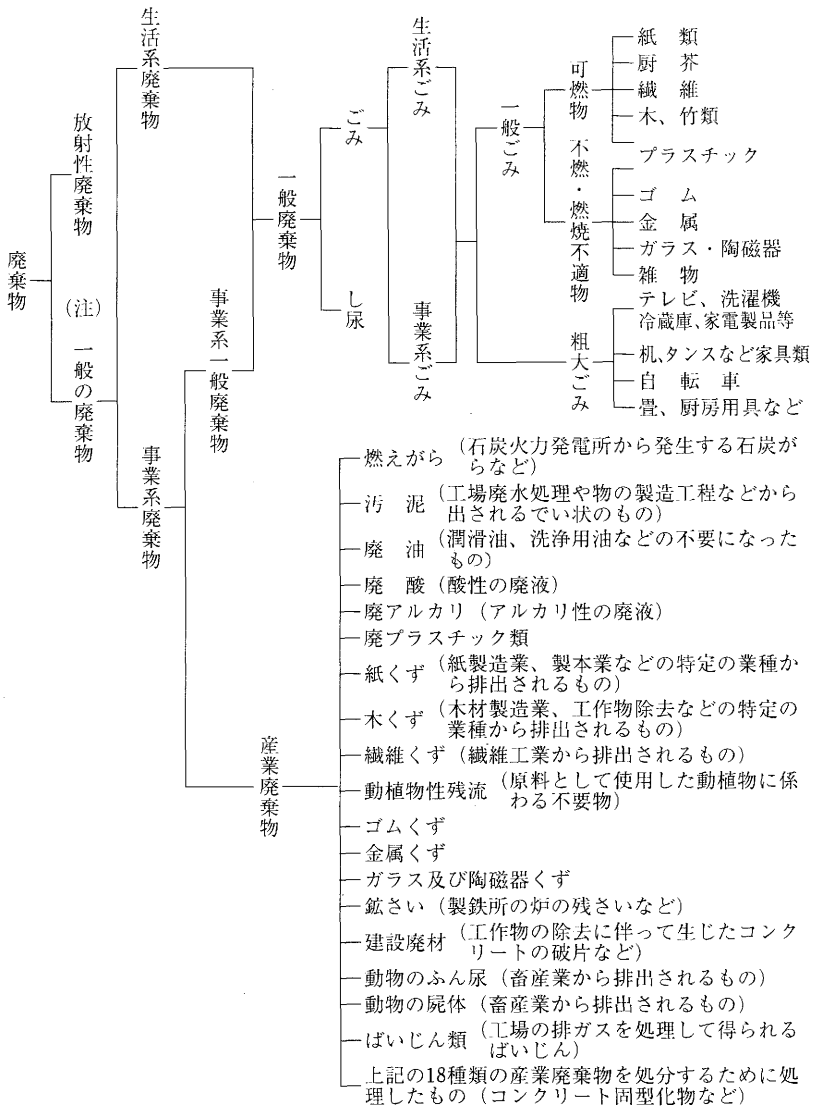 廃棄物
放射性廃棄物
(注)
一般の廃棄物
生活系廃棄物
事業系廃棄物
一般廃棄物
事業系一般廃棄物
産業廃棄物
ごみ
し尿
生活系ごみ
事業系ごみ
一般ごみ
粗大ごみ
可燃物
不燃・燃焼不適物
紙類
厨芥
繊維
木、竹類
プラスチック
ゴム
金属
ガラス・陶磁器
雑物
テレビ、洗濯機
冷蔵庫、家電製品等
机、タンスなど家具類
自転車
畳、厨房用具など
燃えがら(石炭火力発電所から発生する石炭が
らなど)
汚泥(工場廃水処理や物の製造工程などから
出されるでい状のもの)
廃油(潤滑油、洗浄用油などの不要になった
もの)
廃酸(酸性の廃液)
廃アルカリ(アルカリ性の廃液)
廃プラスチック類
紙くず(紙製造業、製本業などの特定の業種か
ら排出されるもの)
木くず(木材製造業、工作物除去などの特定の
業種から排出されるもの)
繊維くず(繊維工業から排出されるもの)
動植物性残流(原料として使用した動植物に係
わる不要物)
ゴムくず
金属くず
ガラス及び陶磁器くず
鉱さい(製鉄所の炉の残さいなど)
建設廃材(工作物の除去に伴って生じたコンク
リートの破片など)
動物のふん尿(畜産業から排出されるもの)
動物の屍体(畜産業から排出されるもの)
ばいじん類(工場の排ガスを処理して得られる
ばいじん)
上記の18種類の産業廃棄物を処分するために処
理したもの(コンクリート固型化物など)